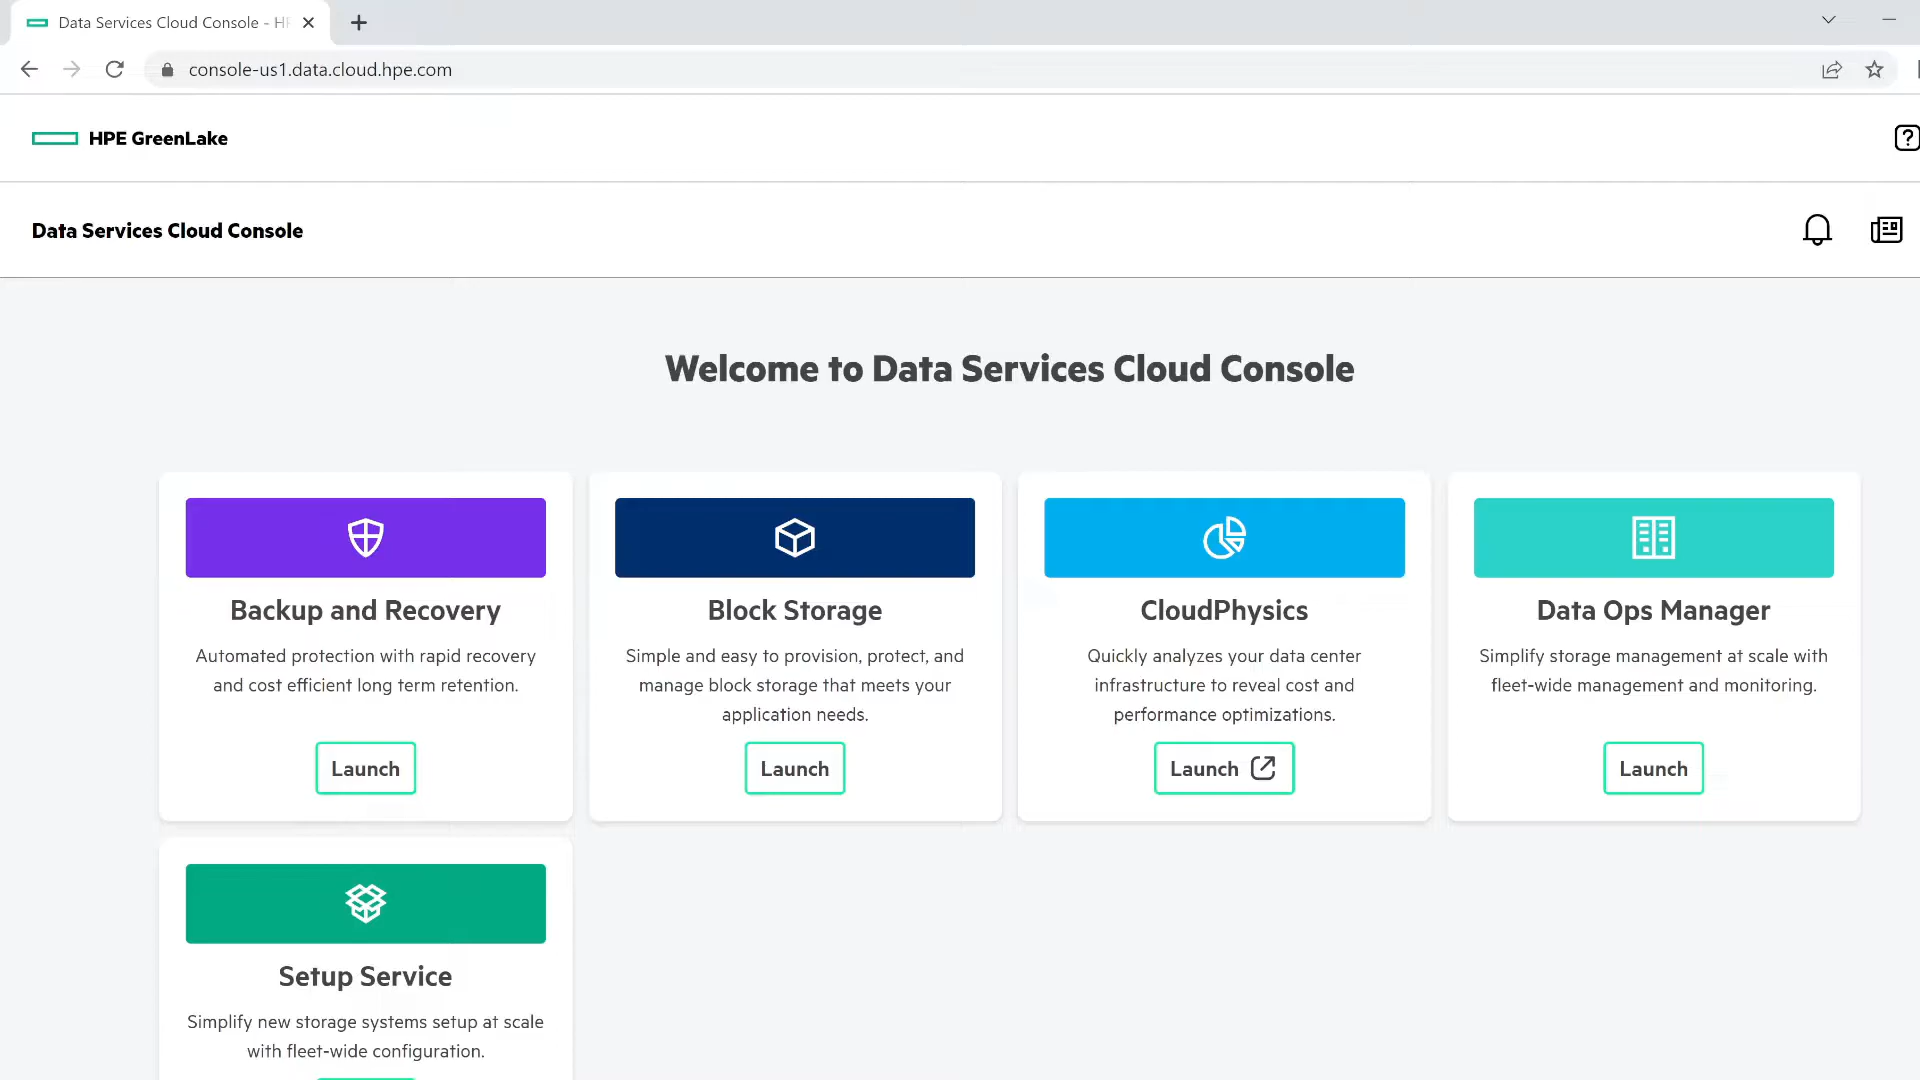 Data Services Cloud Console - H
console-us1.data.cloud.hpe.com
HPE GreenLake
Data Services Cloud Console
Welcome to Data Services Cloud Console
Backup and Recovery
Automated protection with rapid recovery
and cost efficient long term retention.
Launch
Block Storage
Simple and easy to provision, protect, and
manage block storage that meets your
application needs.
Launch
CloudPhysics
Quickly analyzes your data center
infrastructure to reveal cost and
performance optimizations.
Launch
Data Ops Manager
Simplify storage management at scale with
fleet-wide management and monitoring.
Launch
Setup Service
Simplify new storage systems setup at scale
with fleet-wide configuration.